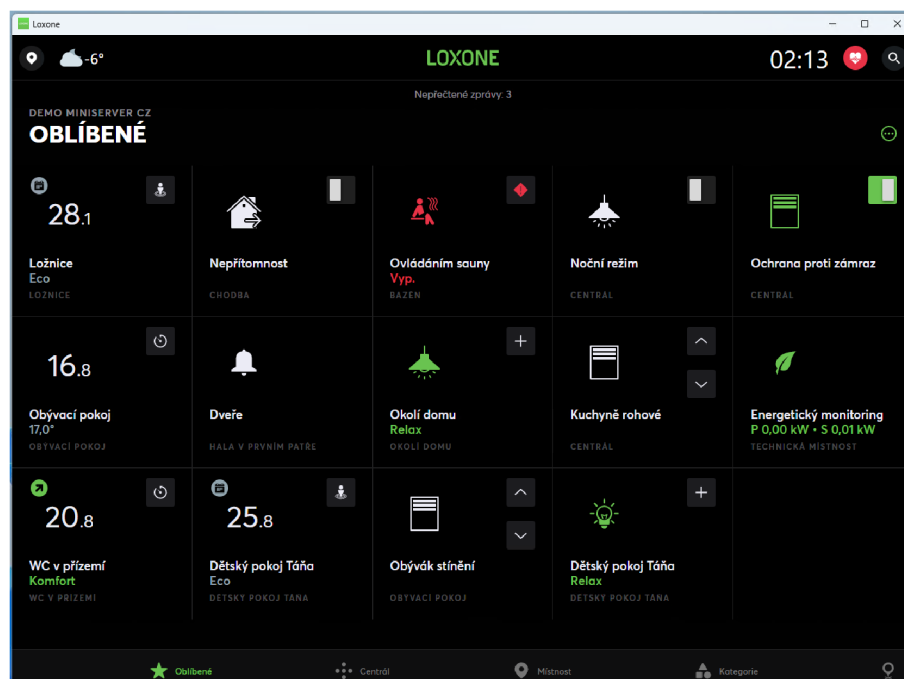 Loxone
-6°
LOXONE
02:13
Nepřečtené zprávy: 3
DEMO MINISERVER CZ
OBLÍBENÉ
28.1
Ložnice
Eco
LOŽNICE
Nepřítomnost
CHODBA
Ovládáním sauny
Vyp.
BAZÉN
Noční režim
CENTRÁL
Ochrana proti zámraz
CENTRÁL
16.8
Obývací pokoj
17,0°
OBÝVACÍ POKOJ
Dveře
HALA V PRVNÍM PATŘE
Okolí domu
Relax
OKOLÍ DOMU
Kuchyně rohové
CENTRÁL
Energetický monitoring
P 0,00 kW • S 0,01 kW
TECHNICKÁ MÍSTNOST
20.8
WC v přízemí
Komfort
WC V PŘÍZEMÍ
25.8
Dětský pokoj Táňa
Eco
DĚTSKÝ POKOJ TÁŇA
Obývák stínění
OBÝVACÍ POKOJ
Dětský pokoj Táňa
Relax
DĚTSKÝ POKOJ TÁŇA
Oblíbené
Centrál
Místnost
Kategorie